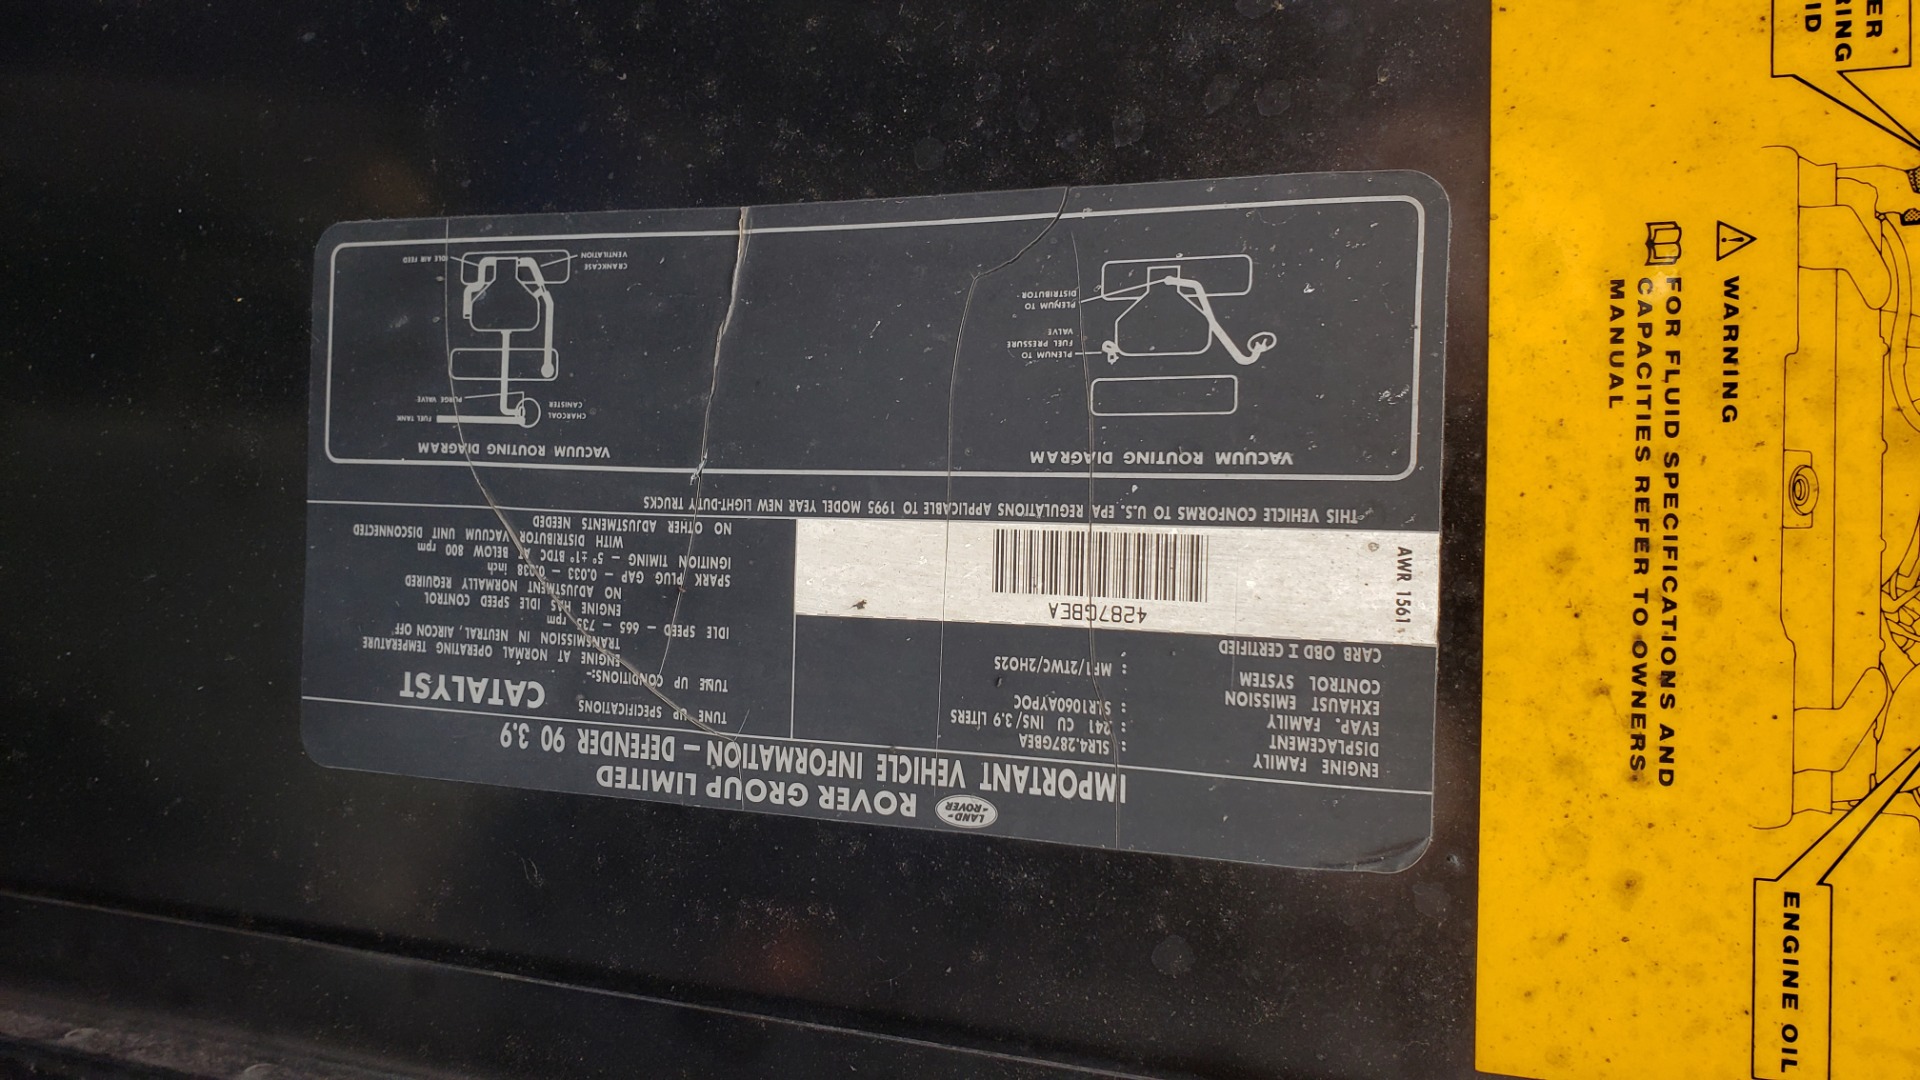 LAND-
ROVER
ROVER GROUP LIMITED
IMPORTANT VEHICLE INFORMATION – DEFENDER 90 3.9
ENGINE FAMILY : SLR4.287GBEA
DISPLACEMENT : 241 CU INS/3.9 LITERS
EVAP. FAMILY : SLR1060AYPOC
EXHAUST EMISSION
CONTROL SYSTEM : MF1/2TWC/2HO2S
CARB OBD I CERTIFIED :
4287GBEA
AWR 1561
TUNE UP SPECIFICATIONS CATALYST
TUNE UP CONDITIONS:-
ENGINE AT NORMAL OPERATING TEMPERATURE
TRANSMISSION IN NEUTRAL, AIRCON OFF
IDLE SPEED – 665 – 735 rpm
ENGINE HAS IDLE SPEED CONTROL
NO ADJUSTMENT NORMALLY REQUIRED
SPARK PLUG GAP – 0.033 – 0.038 inch
IGNITION TIMING – 5° ±1° BTDC AT BELOW 800 rpm
WITH DISTRIBUTOR VACUUM UNIT DISCONNECTED
NO OTHER ADJUSTMENTS NEEDED
THIS VEHICLE CONFORMS TO U.S. EPA REGULATIONS APPLICABLE TO 1995 MODEL YEAR NEW LIGHT-DUTY TRUCKS
VACUUM ROUTING DIAGRAM
PLENUM TO
FUEL PRESSURE
VALVE
PLENUM TO
DISTRIBUTOR
VACUUM ROUTING DIAGRAM
CHARCOAL
CANISTER
FUEL TANK
PURGE VALVE
CRANKCASE
VENTILATION
IDLE AIR FEED
WARNING
FOR FLUID SPECIFICATIONS AND
CAPACITIES REFER TO OWNERS
MANUAL
ENGINE OIL
ER
RING
ID